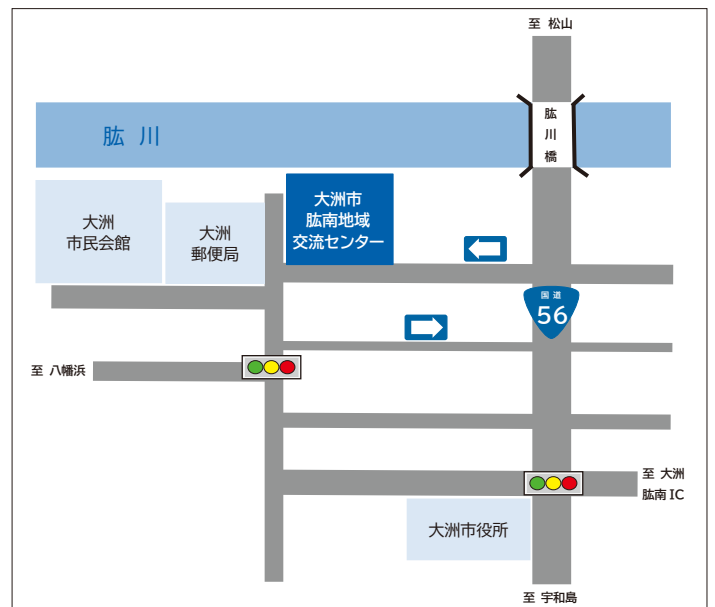 至 松山
肱川橋
肱 川
大洲
市民会館
大洲
郵便局
大洲市
肱南地域
交流センター
国道
56
至 八幡浜
至 大洲
肱南IC
大洲市役所
至 宇和島